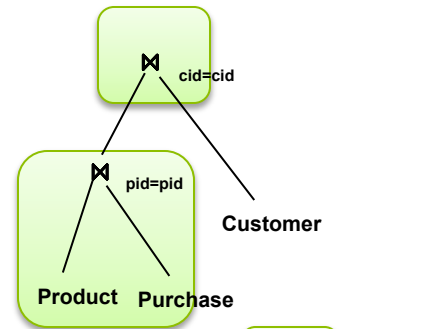 ⋈ cid=cid
⋈ pid=pid
Customer
Product Purchase